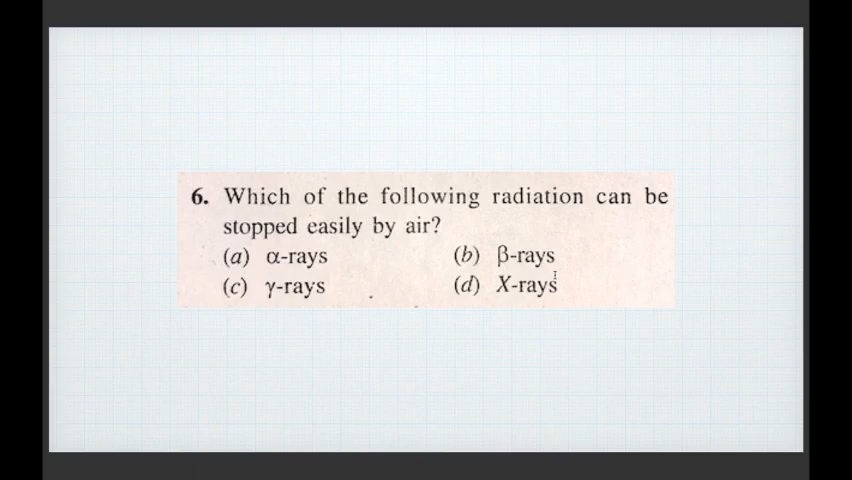 6. Which of the following radiation can be
stopped easily by air?
(a) α-rays (b) β-rays
(c) γ-rays (d) X-rays